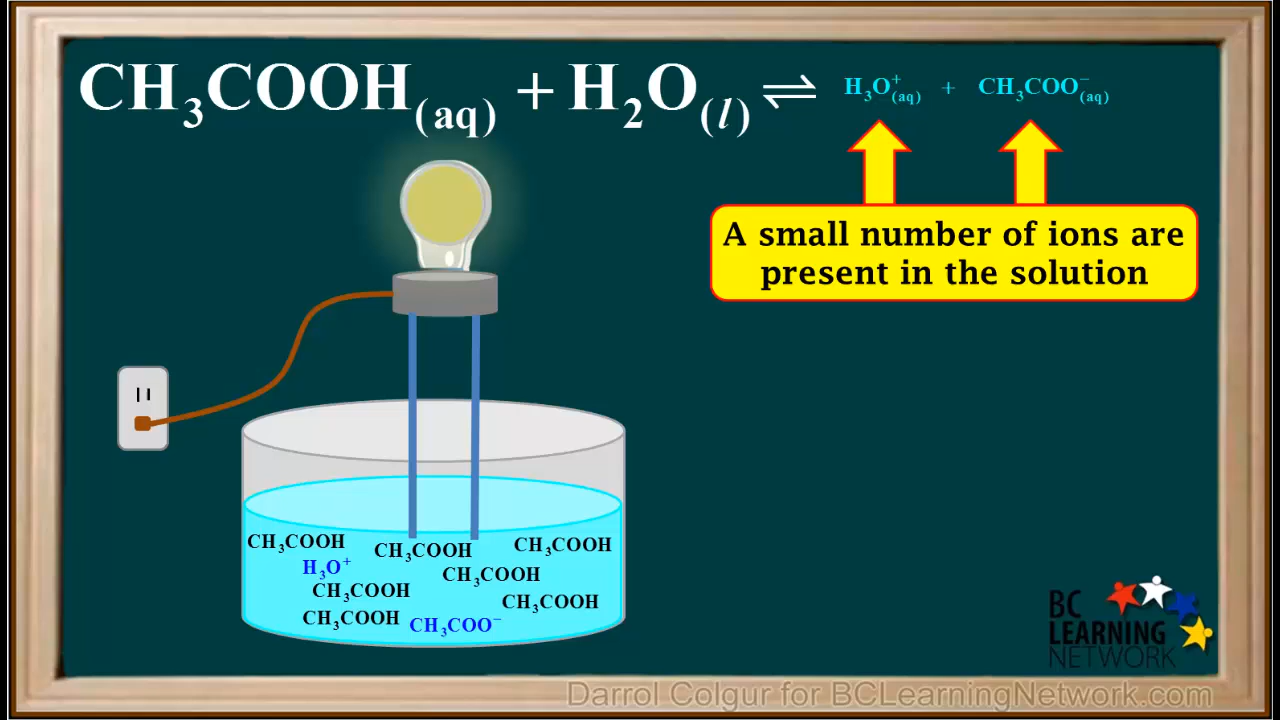 CH₃COOH(aq) + H₂O(l) ⇌ H₃O⁺(aq) + CH₃COO⁻(aq)
A small number of ions are
present in the solution
CH₃COOH
CH₃COOH
CH₃COOH
H₃O⁺
CH₃COOH
CH₃COOH
CH₃COOH
CH₃COOH
CH₃COO⁻
BC
LEARNING
NETWORK
Darrol Colgur for BCLearningNetwork.com